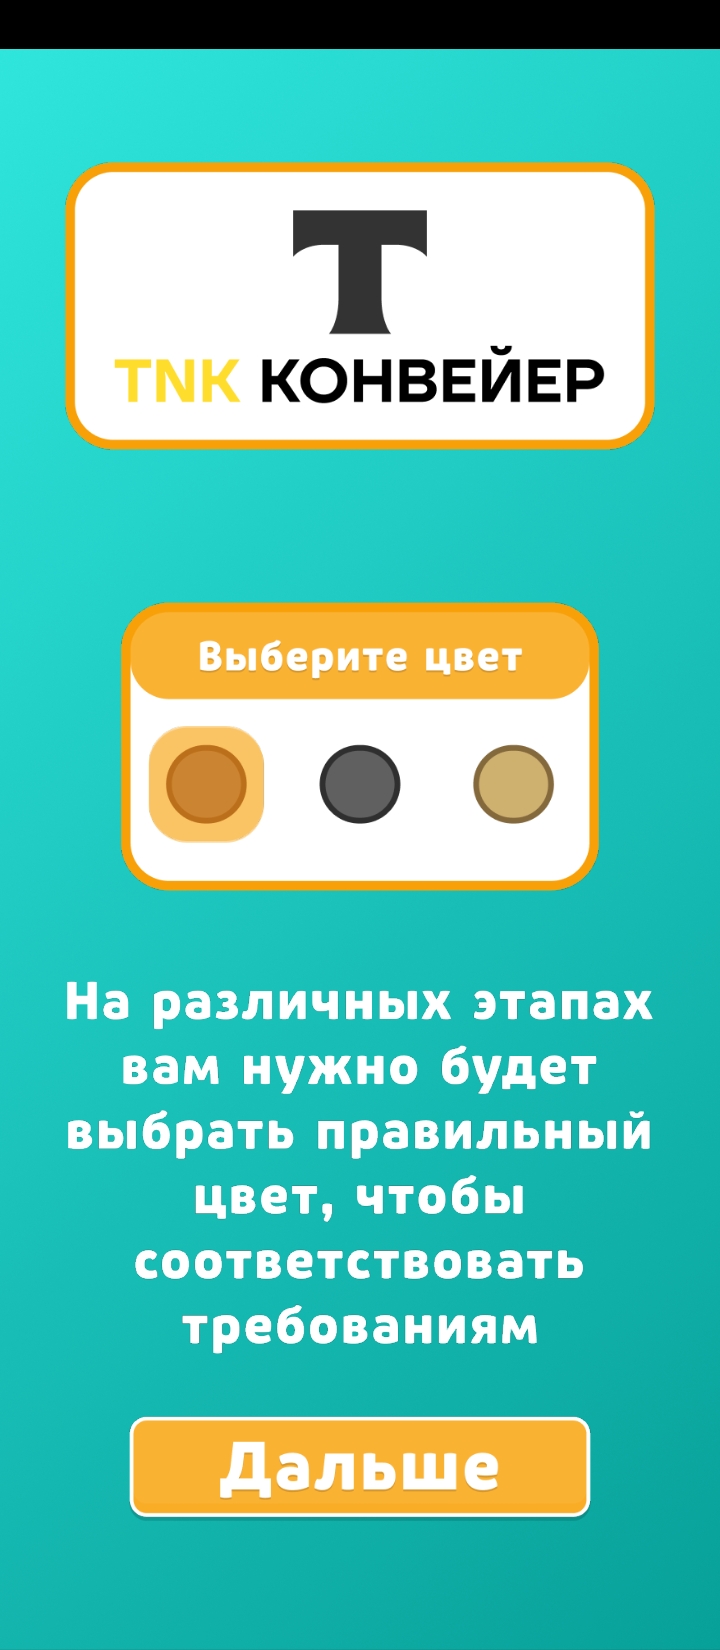 T
TNK КОНВЕЙЕР
Выберите цвет
На различных этапах
вам нужно будет
выбрать правильный
цвет, чтобы
соответствовать
требованиям
Дальше